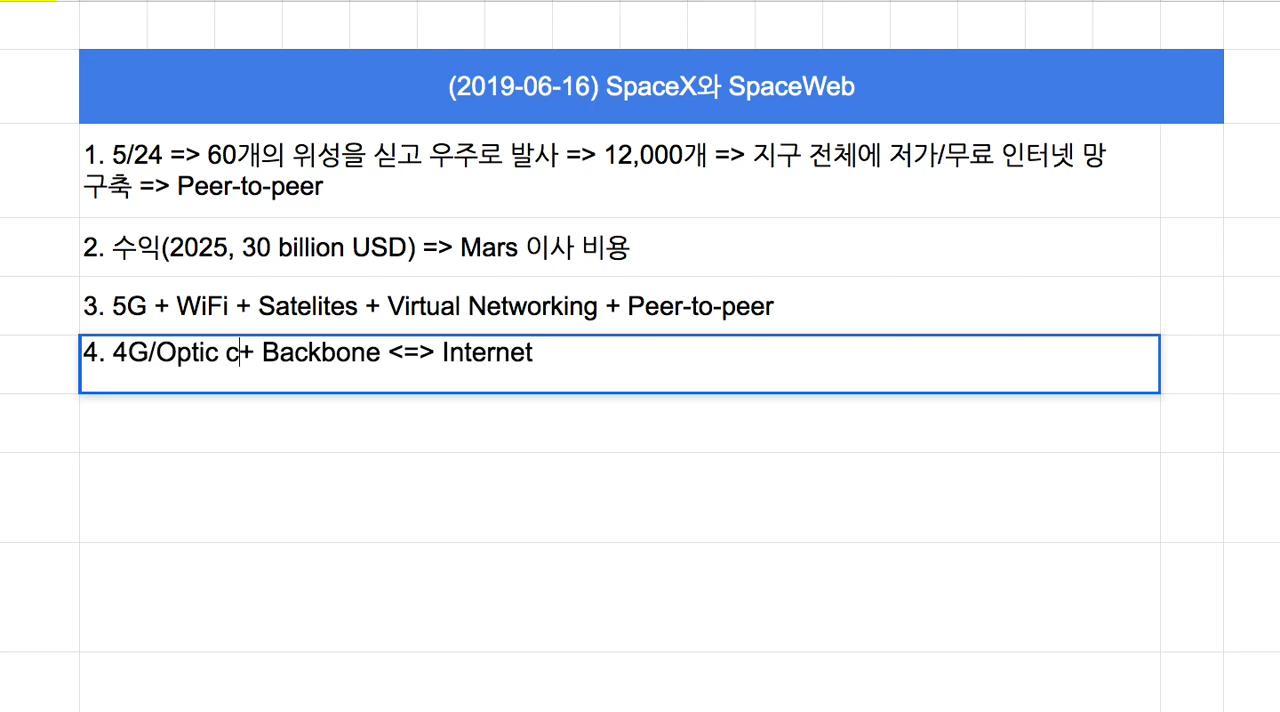 (2019-06-16) SpaceX와 SpaceWeb
1. 5/24 => 60개의 위성을 싣고 우주로 발사 => 12,000개 => 지구 전체에 저가/무료 인터넷 망
구축 => Peer-to-peer
2. 수익(2025, 30 billion USD) => Mars 이사 비용
3. 5G + WiFi + Satelites + Virtual Networking + Peer-to-peer
4. 4G/Optic c+ Backbone <=> Internet